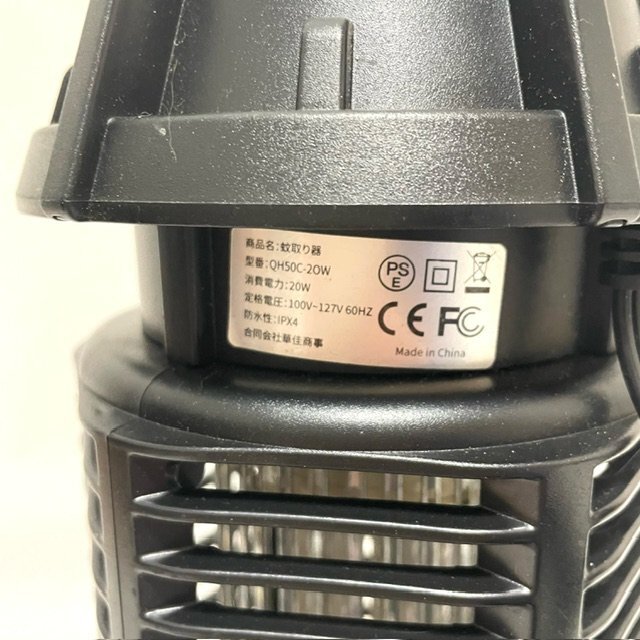 商品名:蚊取り器
型番:QH50C-20W
消費電力:20W
定格電圧:100V~127V 60HZ
防水性:IPX4
合同会社華佳商事
PS
E
CE FC
Made in China